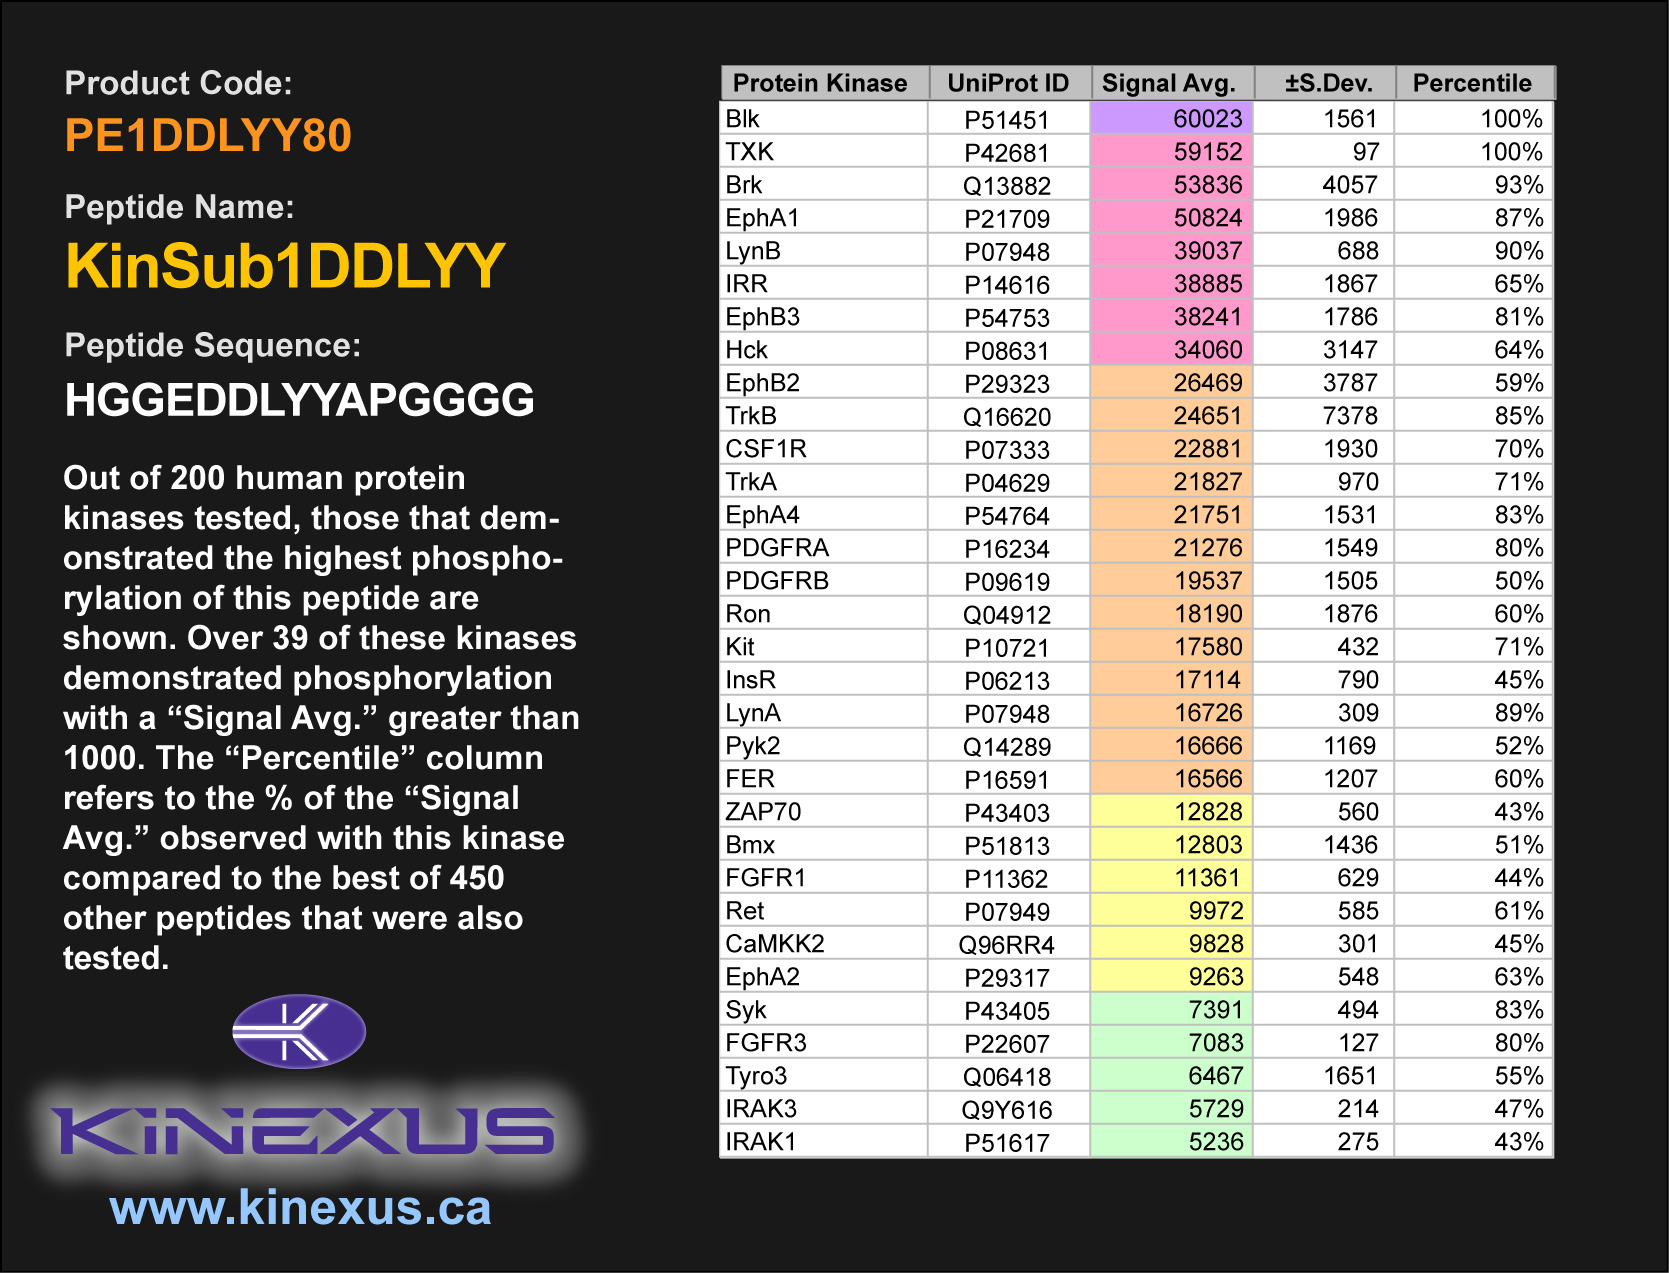 Product Code:
PE1DDLYY80
Peptide Name:
KinSub1DDLYY
Peptide Sequence:
HGGEDDLYYAPGGGG
Out of 200 human protein
kinases tested, those that dem-
onstrated the highest phospho-
rylation of this peptide are
shown. Over 39 of these kinases
demonstrated phosphorylation
with a “Signal Avg.” greater than
1000. The “Percentile” column
refers to the % of the “Signal
Avg.” observed with this kinase
compared to the best of 450
other peptides that were also
tested.
KINEXUS
www.kinexus.ca
Protein Kinase UniProt ID Signal Avg. ±S.Dev. Percentile
Blk P51451 60023 1561 100%
TXK P42681 59152 97 100%
Brk Q13882 53836 4057 93%
EphA1 P21709 50824 1986 87%
LynB P07948 39037 688 90%
IRR P14616 38885 1867 65%
EphB3 P54753 38241 1786 81%
Hck P08631 34060 3147 64%
EphB2 P29323 26469 3787 59%
TrkB Q16620 24651 7378 85%
CSF1R P07333 22881 1930 70%
TrkA P04629 21827 970 71%
EphA4 P54764 21751 1531 83%
PDGFRA P16234 21276 1549 80%
PDGFRB P09619 19537 1505 50%
Ron Q04912 18190 1876 60%
Kit P10721 17580 432 71%
InsR P06213 17114 790 45%
LynA P07948 16726 309 89%
Pyk2 Q14289 16666 1169 52%
FER P16591 16566 1207 60%
ZAP70 P43403 12828 560 43%
Bmx P51813 12803 1436 51%
FGFR1 P11362 11361 629 44%
Ret P07949 9972 585 61%
CaMKK2 Q96RR4 9828 301 45%
EphA2 P29317 9263 548 63%
Syk P43405 7391 494 83%
FGFR3 P22607 7083 127 80%
Tyro3 Q06418 6467 1651 55%
IRAK3 Q9Y616 5729 214 47%
IRAK1 P51617 5236 275 43%